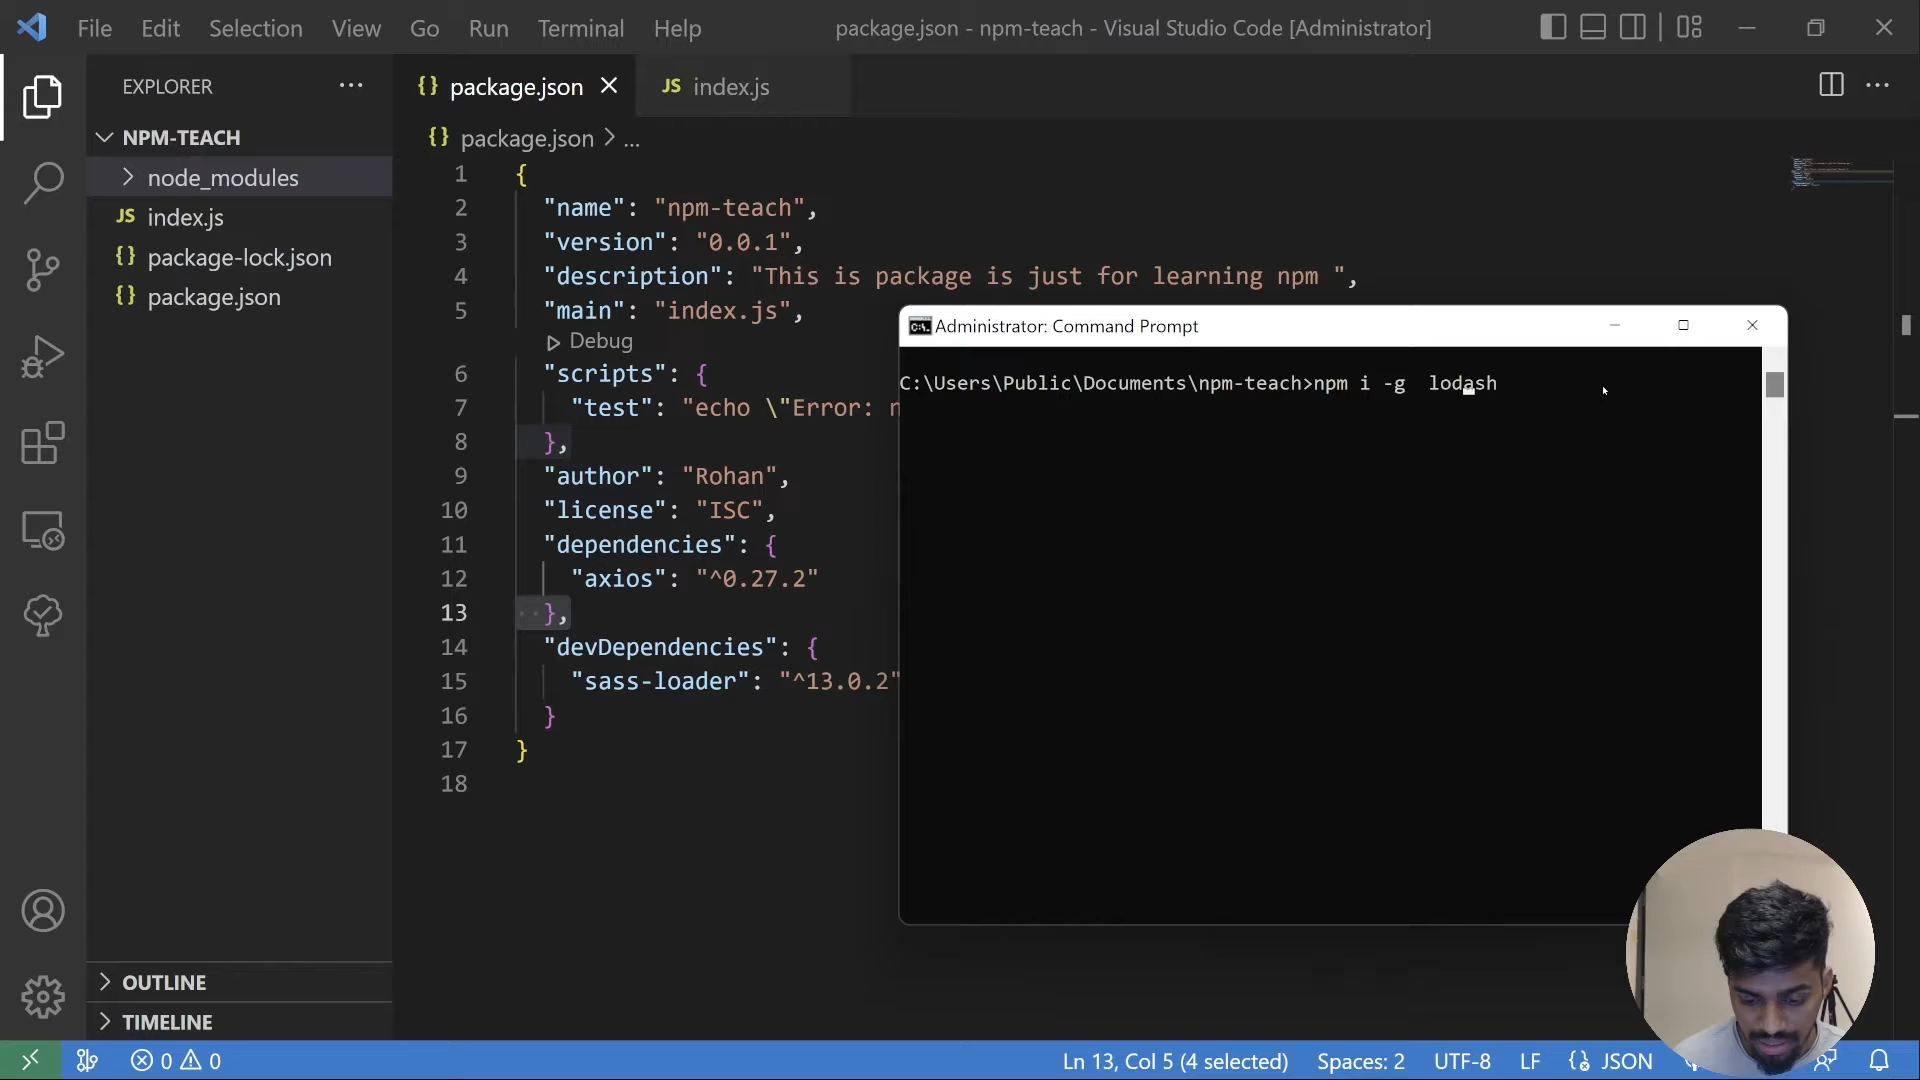 File Edit Selection View Go Run Terminal Help package.json - npm-teach - Visual Studio Code [Administrator]
EXPLORER
NPM-TEACH
node_modules
JS index.js
{} package-lock.json
{} package.json
OUTLINE
TIMELINE
{} package.json JS index.js
{} package.json > ...
1 {
2 "name": "npm-teach",
3 "version": "0.0.1",
4 "description": "This is package is just for learning npm ",
5 "main": "index.js",
Debug
6 "scripts": {
7 "test": "echo \"Error: n
8 },
9 "author": "Rohan",
10 "license": "ISC",
11 "dependencies": {
12 "axios": "^0.27.2"
13 },
14 "devDependencies": {
15 "sass-loader": "^13.0.2"
16 }
17 }
18
Administrator: Command Prompt
C:\Users\Public\Documents\npm-teach>npm i -g  lodash
0 0 Ln 13, Col 5 (4 selected) Spaces: 2 UTF-8 LF {} JSON